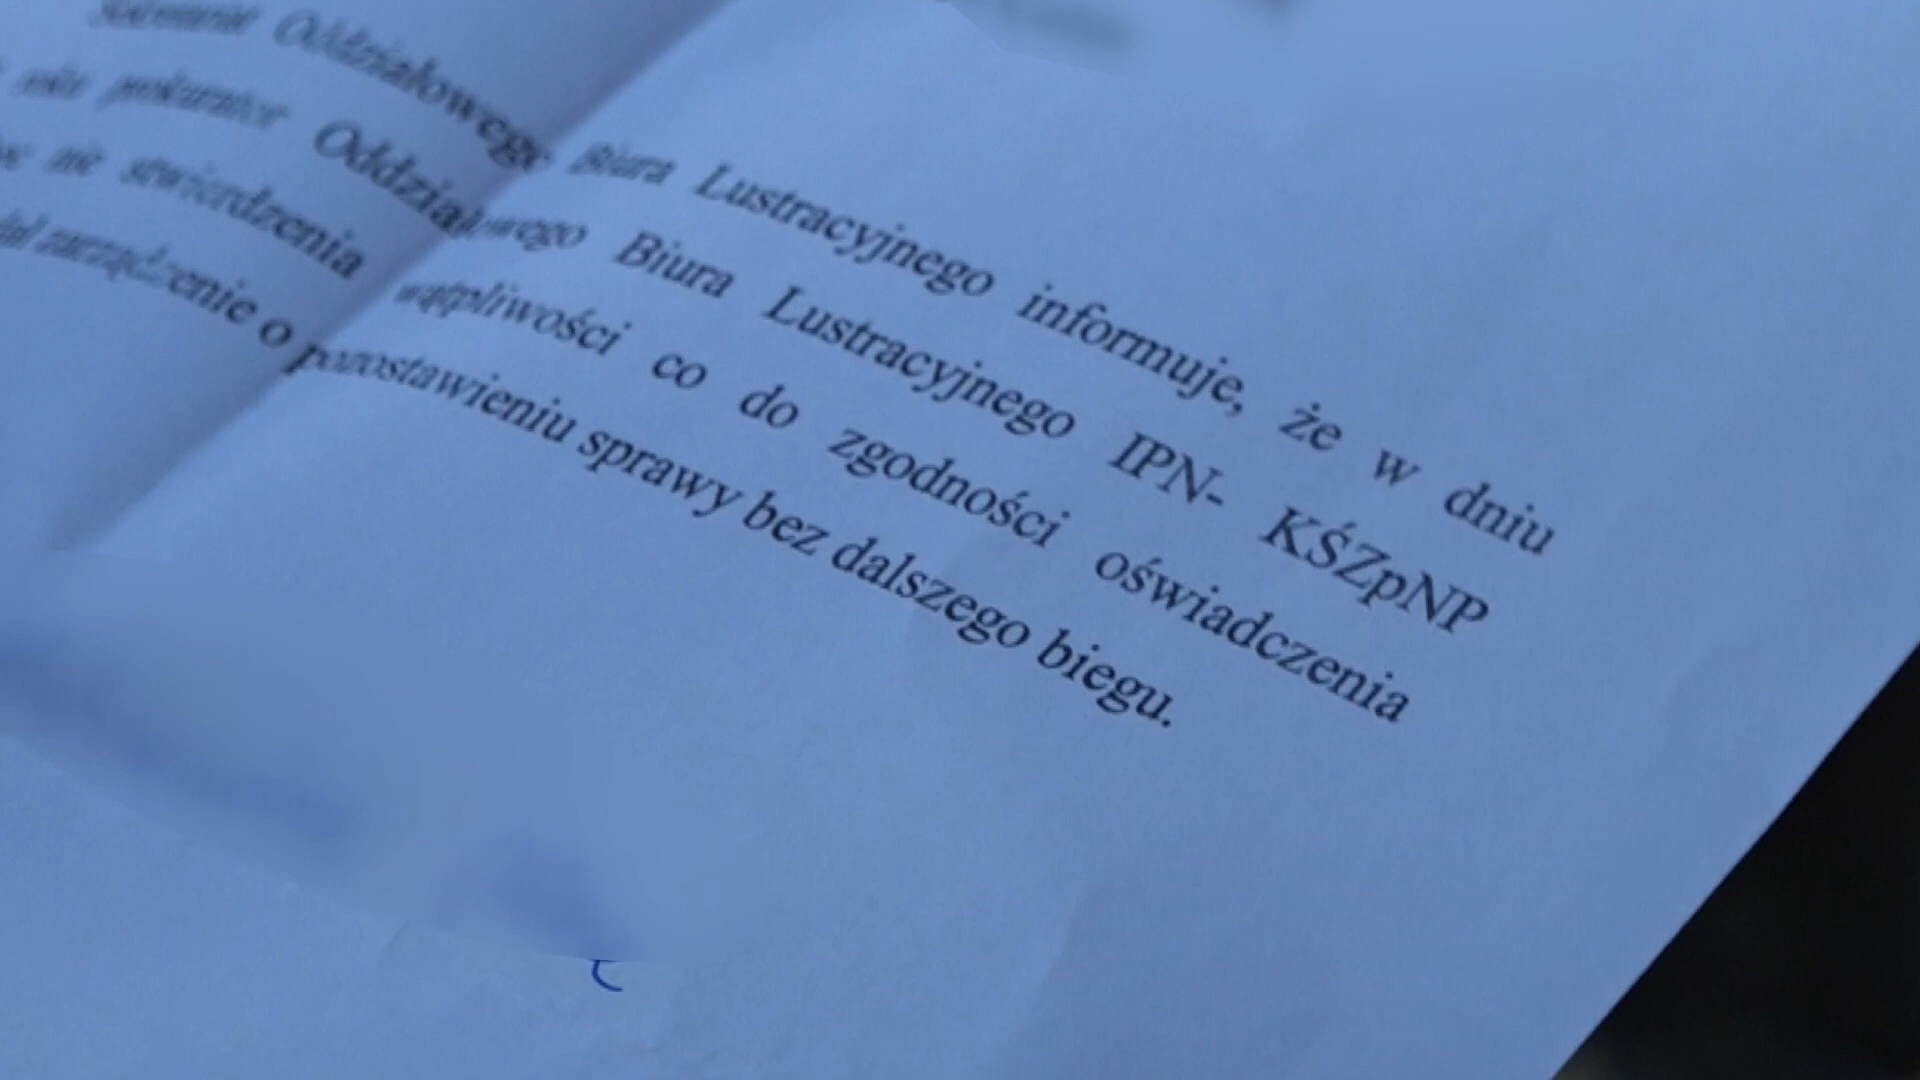 Oddziałowego Biura Lustracyjnego informuje, że w dniu
Oddziałowego Biura Lustracyjnego IPN- KŚZpNP
nie stwierdzenia wątpliwości co do zgodności oświadczenia
zarządzenie o pozostawieniu sprawy bez dalszego biegu.